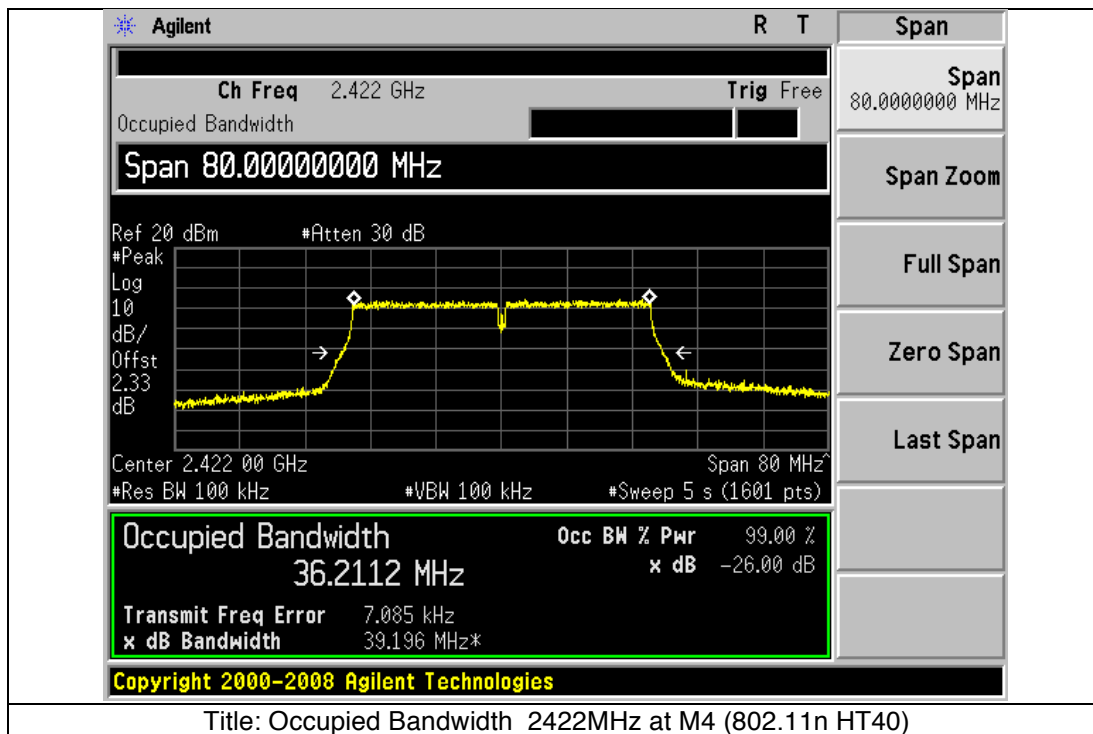 Agilent R T Span
Ch Freq 2.422 GHz Trig Free
Occupied Bandwidth
Span
80.0000000 MHz
Span 80.00000000 MHz
Span Zoom
Ref 20 dBm #Atten 30 dB
#Peak
Log
10
dB/
Offst
2.33
dB
Full Span
Zero Span
Last Span
Center 2.422 00 GHz Span 80 MHz^
#Res BW 100 kHz #VBW 100 kHz #Sweep 5 s (1601 pts)
Occupied Bandwidth Occ BW % Pwr 99.00 %
36.2112 MHz x dB -26.00 dB
Transmit Freq Error 7.085 kHz
x dB Bandwidth 39.196 MHz*
Copyright 2000-2008 Agilent Technologies
Title: Occupied Bandwidth 2422MHz at M4 (802.11n HT40)